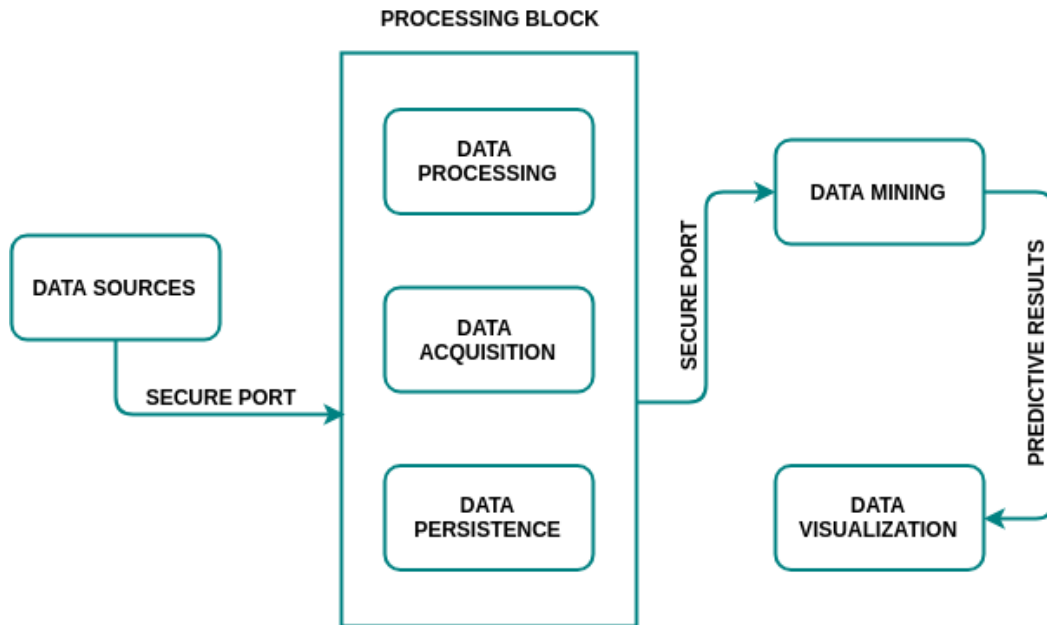 PROCESSING BLOCK
DATA
PROCESSING
DATA SOURCES
SECURE PORT
DATA
ACQUISITION
DATA
PERSISTENCE
SECURE PORT
DATA MINING
PREDICTIVE RESULTS
DATA
VISUALIZATION